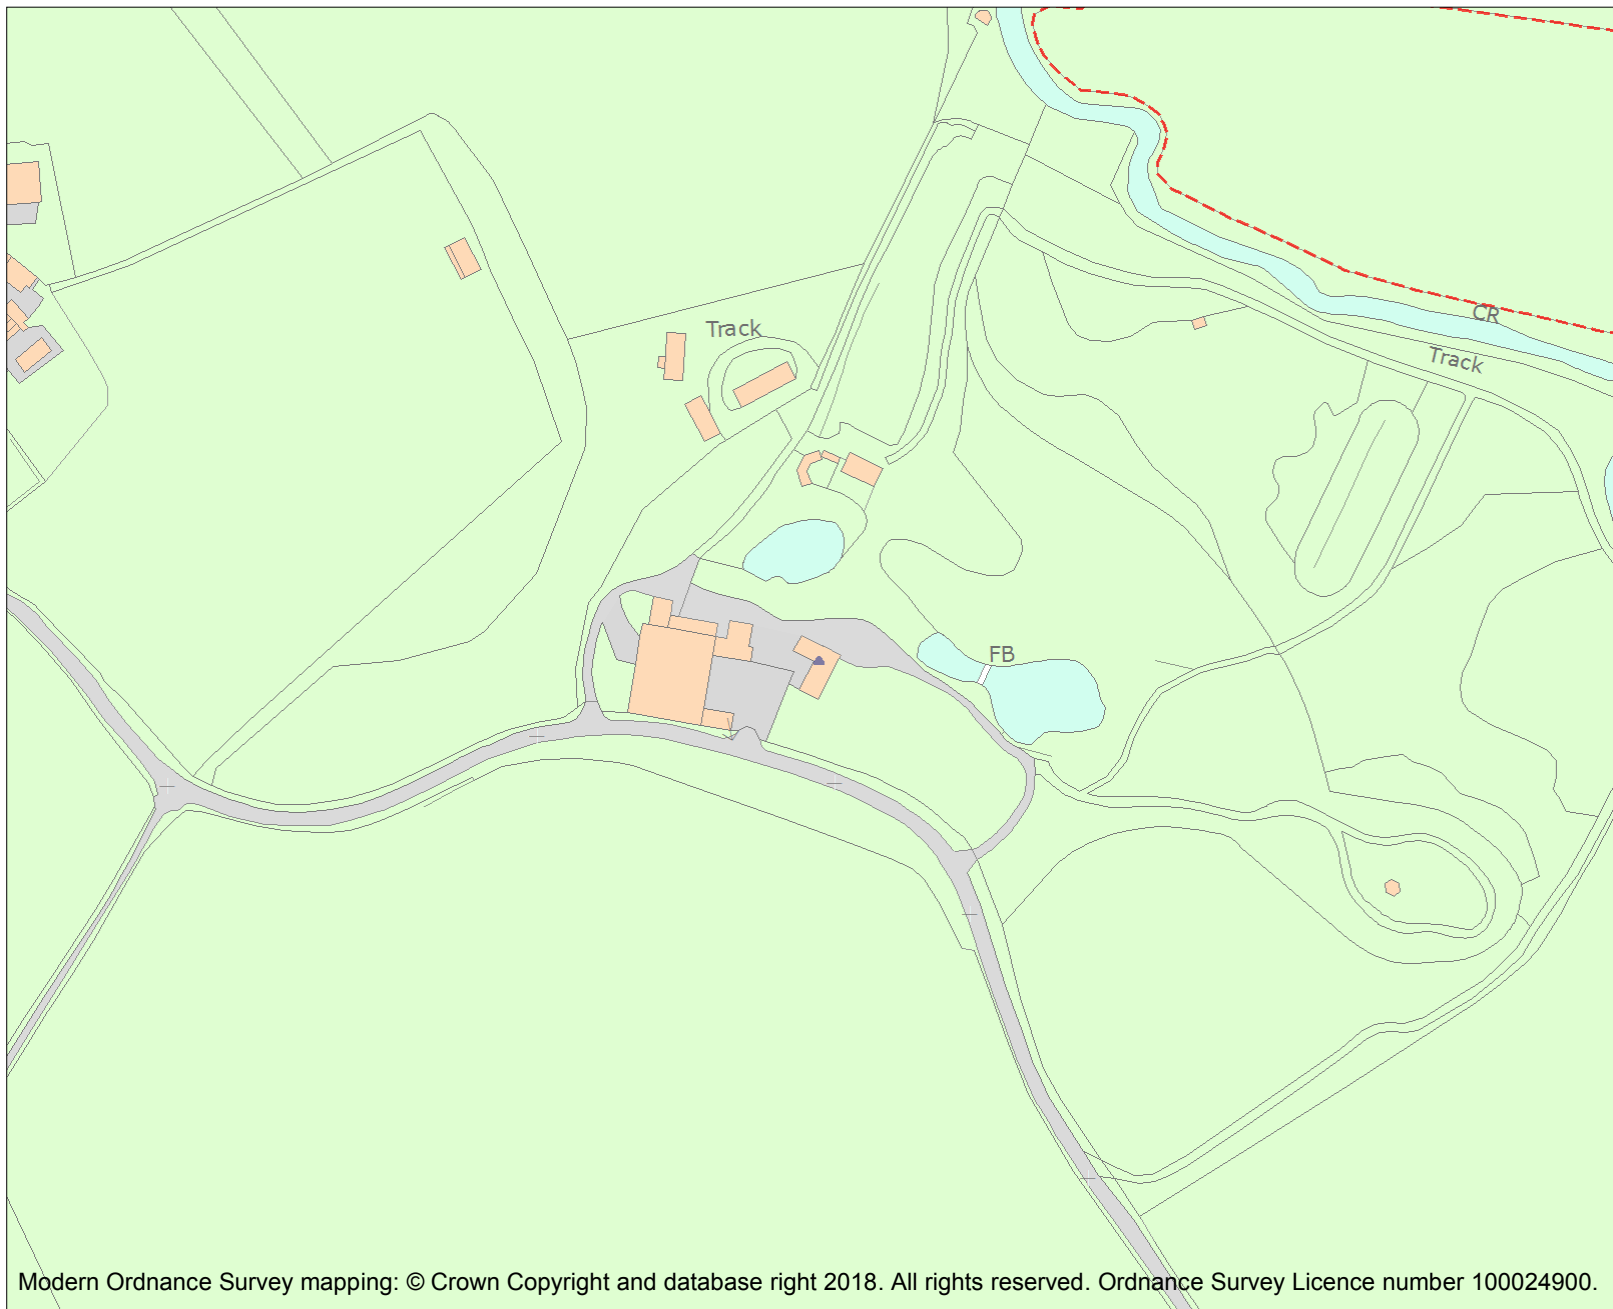 CR
Track
Track
FB
Modern Ordnance Survey mapping: © Crown Copyright and database right 2018. All rights reserved. Ordnance Survey Licence number 100024900.